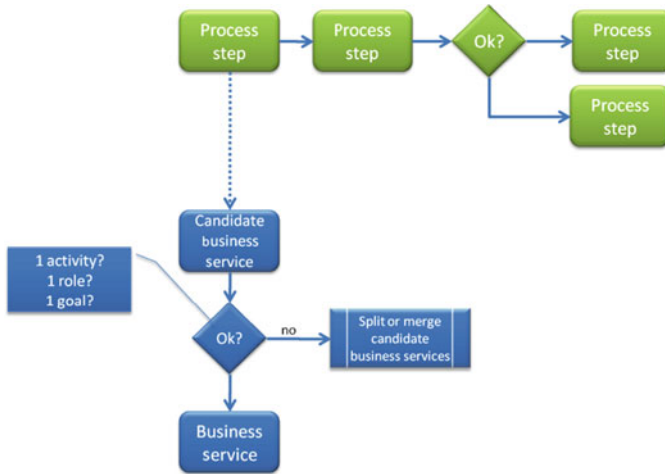 Process
step
Process
step
Ok?
Process
step
Process
step
Candidate
business
service
1 activity?
1 role?
1 goal?
Ok?
no
Split or merge
candidate
business services
Business
service